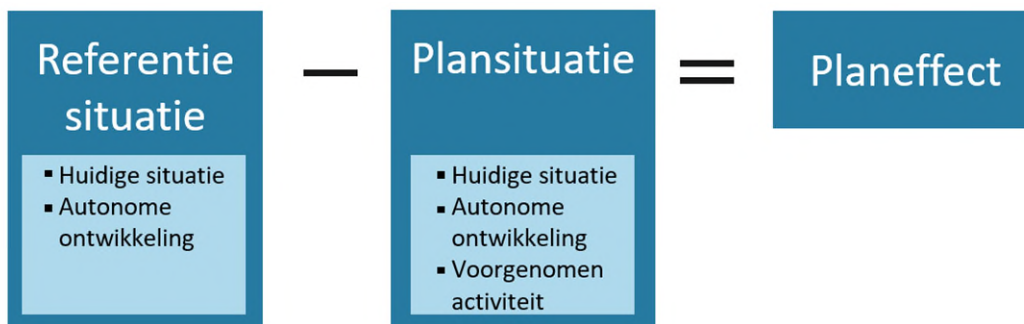 Referentie
situatie
▪ Huidige situatie
▪ Autonome
ontwikkeling
–
Plansituatie
▪ Huidige situatie
▪ Autonome
ontwikkeling
▪ Voorgenomen
activiteit
=
Planeffect